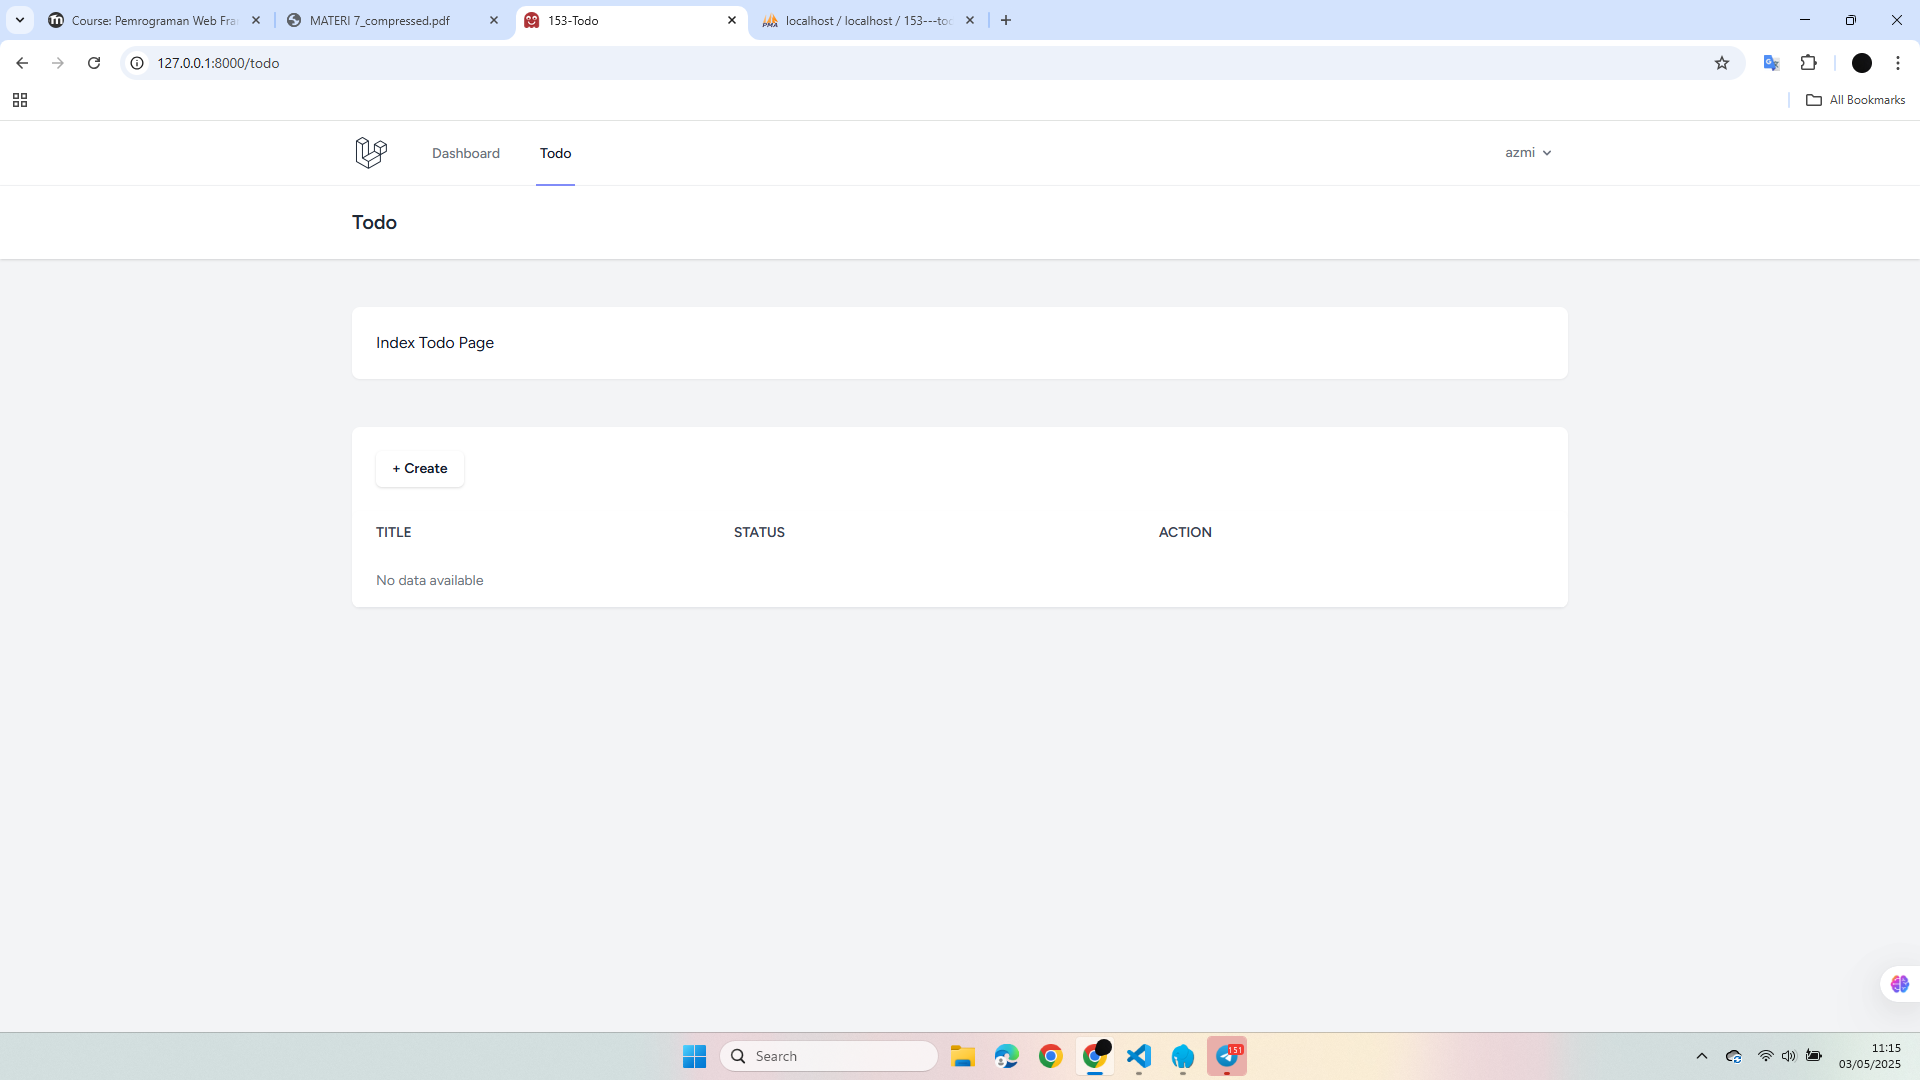 Course: Pemrograman Web Fra
MATERI 7_compressed.pdf
153-Todo
localhost / localhost / 153---too
127.0.0.1:8000/todo
All Bookmarks
Dashboard
Todo
azmi
Todo
Index Todo Page
+ Create
TITLE
STATUS
ACTION
No data available
Search
151
11:15
03/05/2025